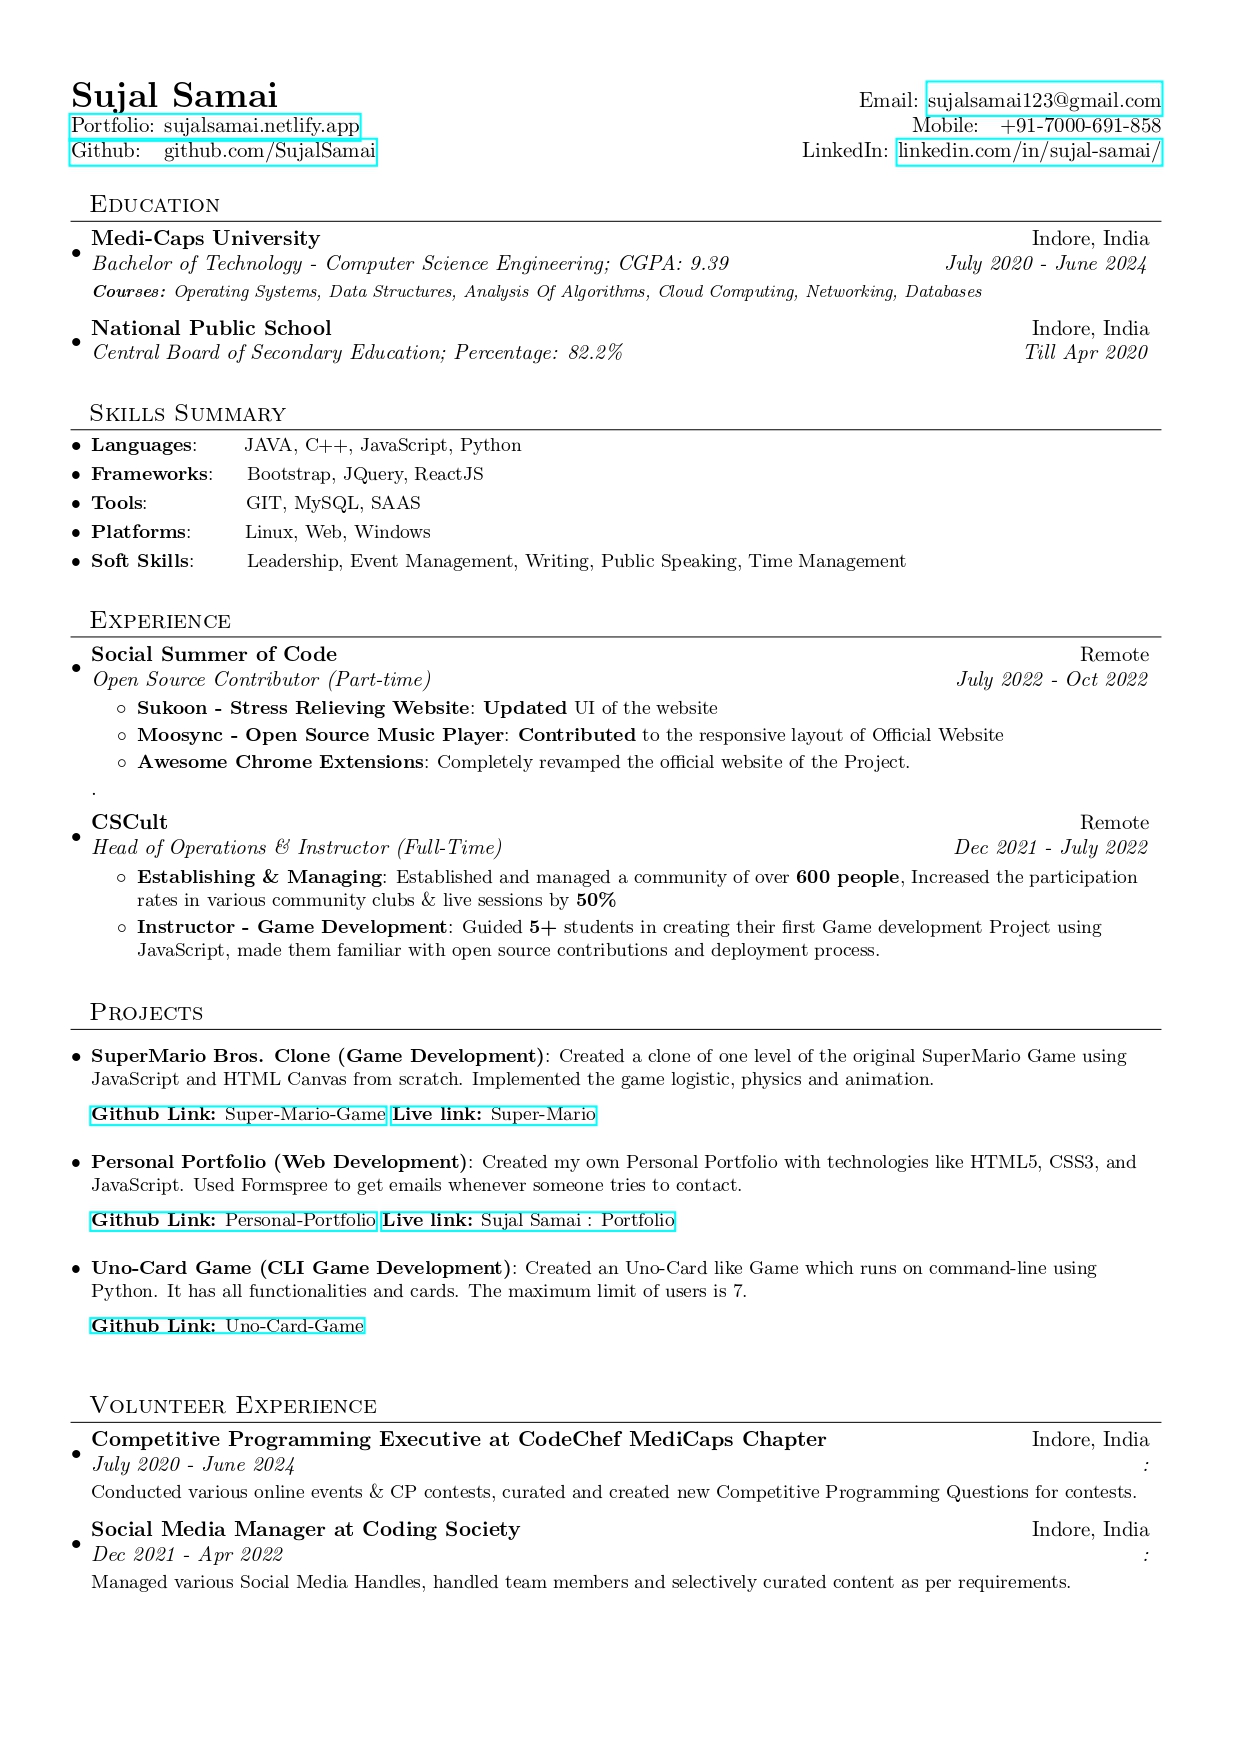 Sujal Samai
Email: sujalsamai123@gmail.com
Portfolio: sujalsamai.netlify.app
Mobile: +91-7000-691-858
Github: github.com/SujalSamai
LinkedIn: linkedin.com/in/sujal-samai/
Education
• Medi-Caps University Indore, India
Bachelor of Technology - Computer Science Engineering; CGPA: 9.39 July 2020 - June 2024
Courses: Operating Systems, Data Structures, Analysis Of Algorithms, Cloud Computing, Networking, Databases
• National Public School Indore, India
Central Board of Secondary Education; Percentage: 82.2% Till Apr 2020
Skills Summary
• Languages: JAVA, C++, JavaScript, Python
• Frameworks: Bootstrap, JQuery, ReactJS
• Tools: GIT, MySQL, SAAS
• Platforms: Linux, Web, Windows
• Soft Skills: Leadership, Event Management, Writing, Public Speaking, Time Management
Experience
• Social Summer of Code Remote
Open Source Contributor (Part-time) July 2022 - Oct 2022
◦ Sukoon - Stress Relieving Website: Updated UI of the website
◦ Moosync - Open Source Music Player: Contributed to the responsive layout of Official Website
◦ Awesome Chrome Extensions: Completely revamped the official website of the Project.
.
• CSCult Remote
Head of Operations & Instructor (Full-Time) Dec 2021 - July 2022
◦ Establishing & Managing: Established and managed a community of over 600 people, Increased the participation
rates in various community clubs & live sessions by 50%
◦ Instructor - Game Development: Guided 5+ students in creating their first Game development Project using
JavaScript, made them familiar with open source contributions and deployment process.
Projects
• SuperMario Bros. Clone (Game Development): Created a clone of one level of the original SuperMario Game using
JavaScript and HTML Canvas from scratch. Implemented the game logistic, physics and animation.
Github Link: Super-Mario-Game Live link: Super-Mario
• Personal Portfolio (Web Development): Created my own Personal Portfolio with technologies like HTML5, CSS3, and
JavaScript. Used Formspree to get emails whenever someone tries to contact.
Github Link: Personal-Portfolio Live link: Sujal Samai : Portfolio
• Uno-Card Game (CLI Game Development): Created an Uno-Card like Game which runs on command-line using
Python. It has all functionalities and cards. The maximum limit of users is 7.
Github Link: Uno-Card-Game
Volunteer Experience
• Competitive Programming Executive at CodeChef MediCaps Chapter Indore, India
July 2020 - June 2024 :
Conducted various online events & CP contests, curated and created new Competitive Programming Questions for contests.
• Social Media Manager at Coding Society Indore, India
Dec 2021 - Apr 2022 :
Managed various Social Media Handles, handled team members and selectively curated content as per requirements.